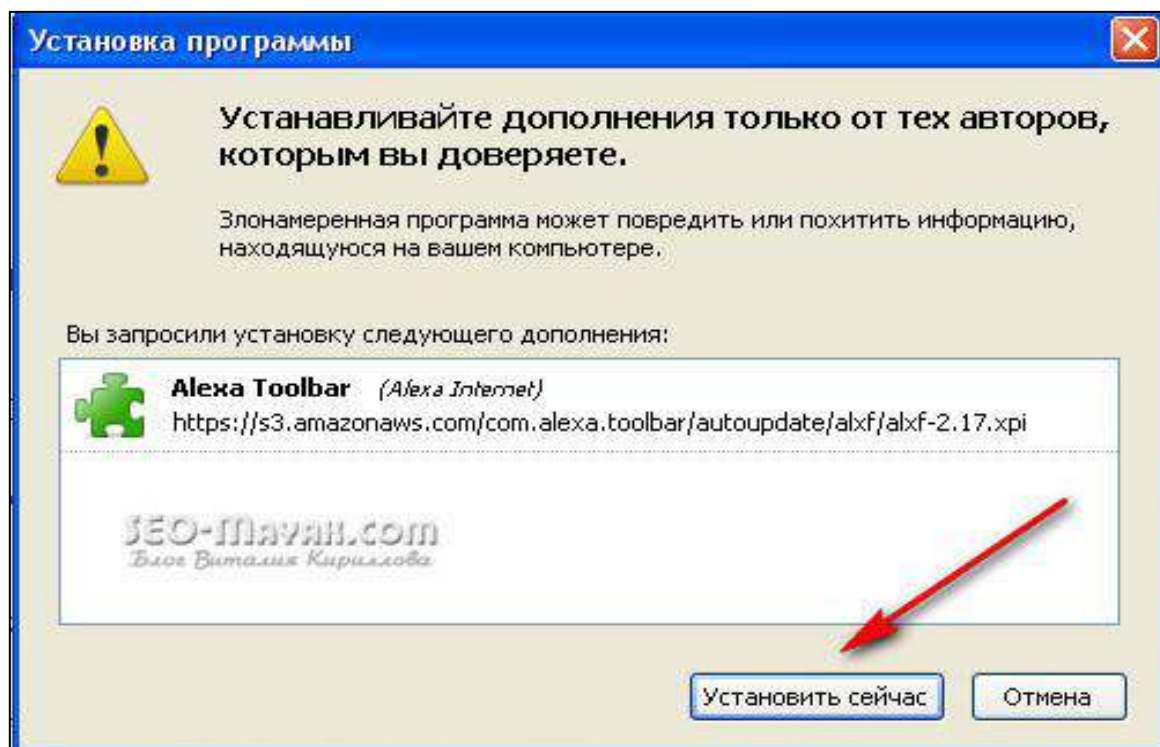 Установка программы
Устанавливайте дополнения только от тех авторов,
которым вы доверяете.
Злонамеренная программа может повредить или похитить информацию,
находящуюся на вашем компьютере.
Вы запросили установку следующего дополнения:
Alexa Toolbar (Alexa Internet)
https://s3.amazonaws.com/com.alexa.toolbar/autoupdate/alxf/alxf-2.17.xpi
SEO-Mayak.com
Блог Виталия Кириллова
Установить сейчас Отмена